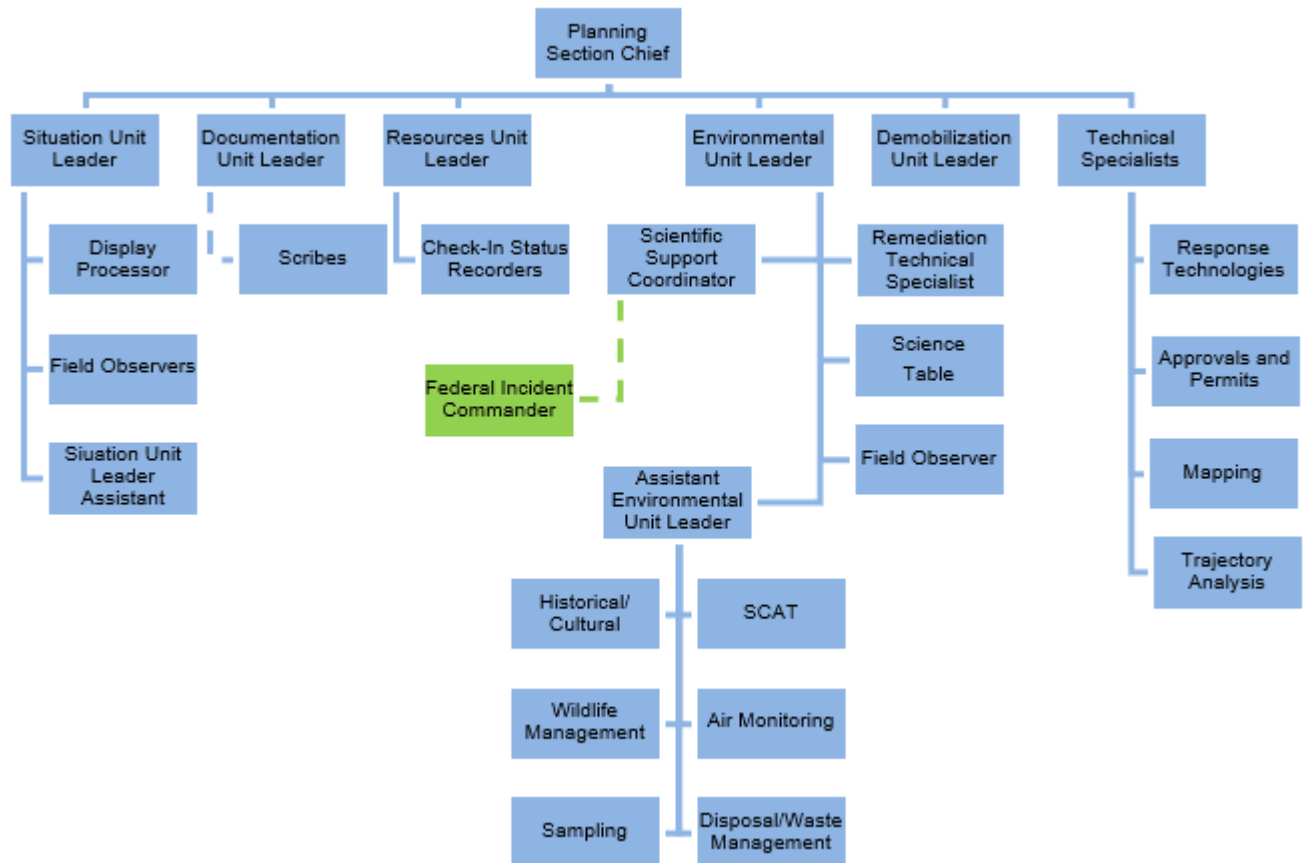 Planning
Section Chief
Situation Unit
Leader
Documentation
Unit Leader
Resources Unit
Leader
Environmental
Unit Leader
Demobilization
Unit Leader
Technical
Specialists
Display
Processor
Scribes
Check-In Status
Recorders
Scientific
Support
Coordinator
Remediation
Technical
Specialist
Response
Technologies
Field Observers
Federal Incident
Commander
Science
Table
Approvals and
Permits
Siuation Unit
Leader
Assistant
Assistant
Environmental
Unit Leader
Field Observer
Mapping
Trajectory
Analysis
Historical/
Cultural
SCAT
Wildlife
Management
Air Monitoring
Sampling
Disposal/Waste
Management